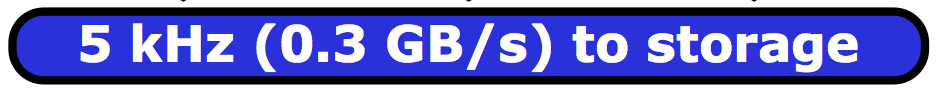 5 kHz (0.3 GB/s) to storage